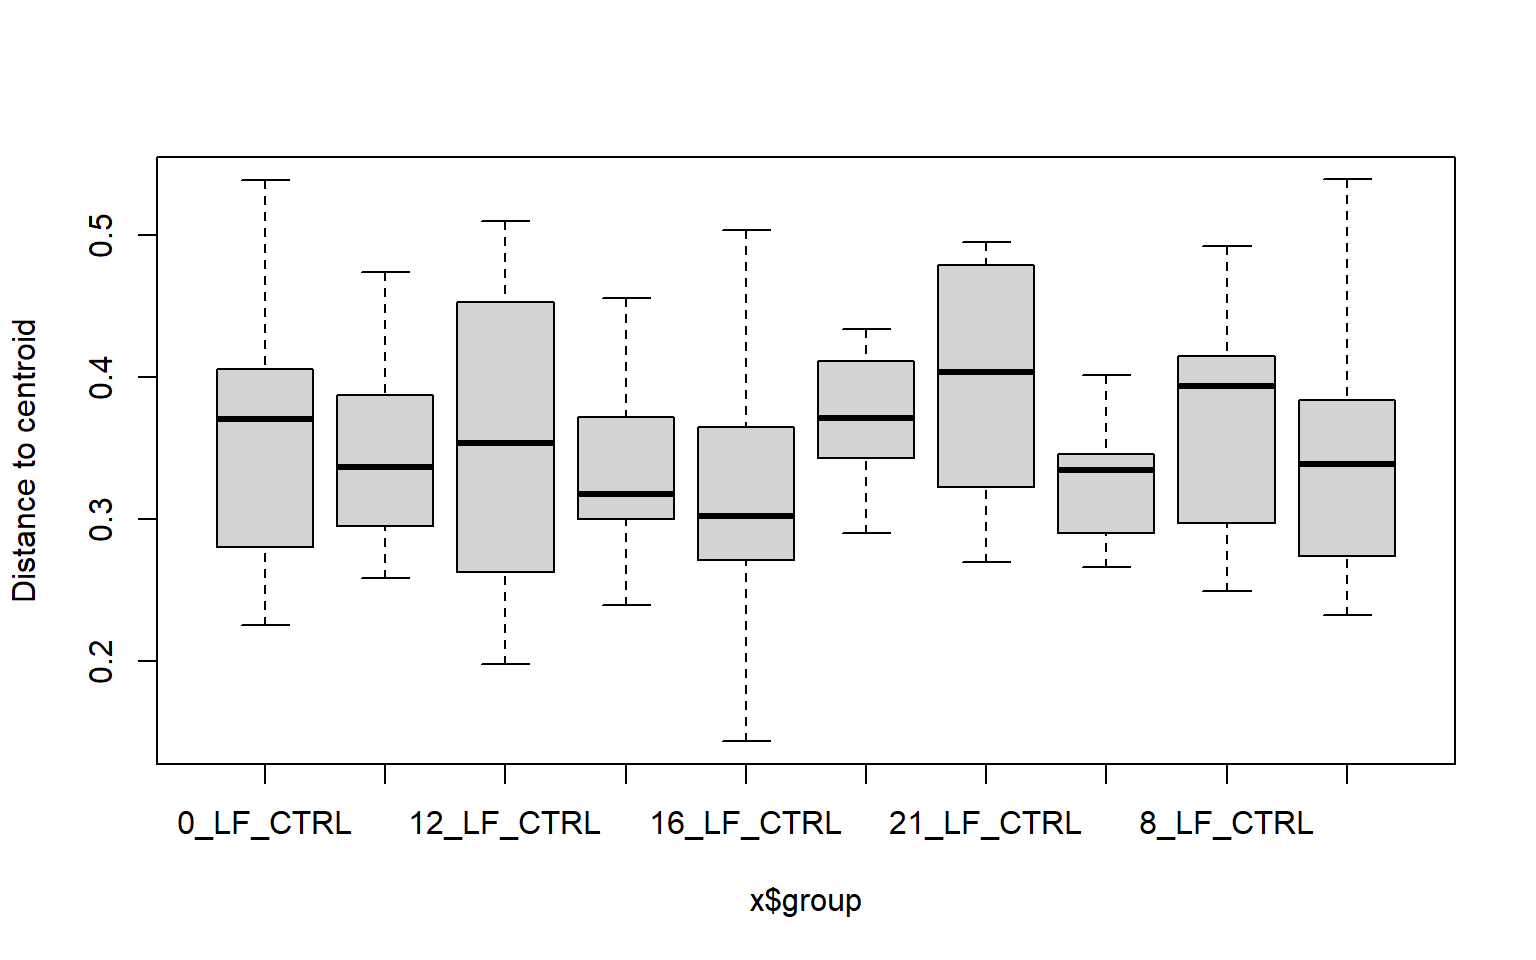 Distance to centroid
0.5
0.4
0.3
0.2
0_LF_CTRL 12_LF_CTRL 16_LF_CTRL 21_LF_CTRL 8_LF_CTRL
x$group